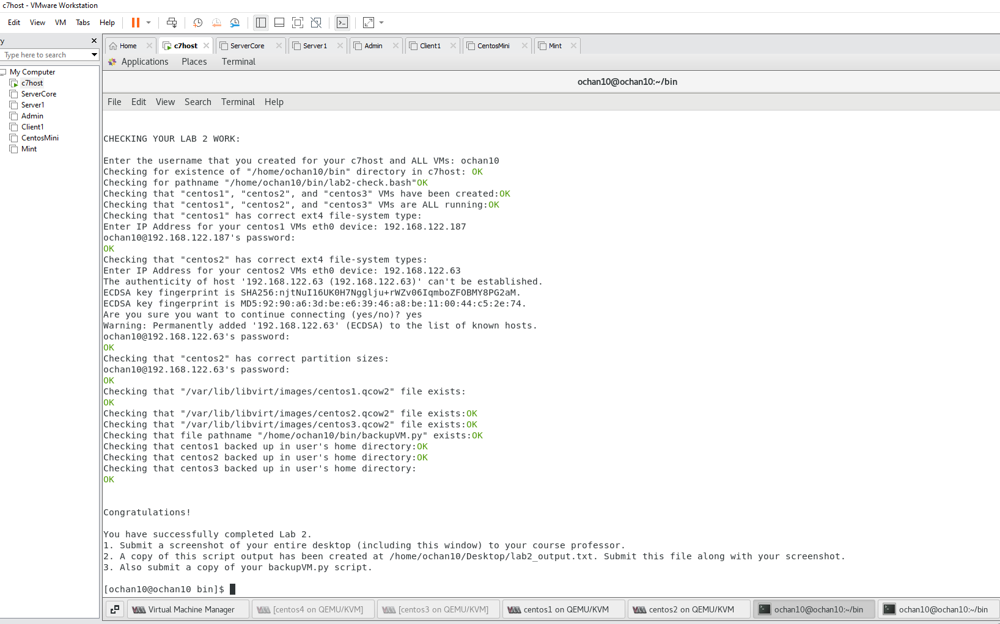 c7host - VMware Workstation
Edit View VM Tabs Help
ry
Type here to search
My Computer
c7host
ServerCore
Server1
Admin
Client1
CentosMini
Mint
Home c7host ServerCore Server1 Admin Client1 CentosMini Mint
Applications Places Terminal
ochan10@ochan10:~/bin
File Edit View Search Terminal Help
CHECKING YOUR LAB 2 WORK:
Enter the username that you created for your c7host and ALL VMs: ochan10
Checking for existence of "/home/ochan10/bin" directory in c7host: OK
Checking for pathname "/home/ochan10/bin/lab2-check.bash"OK
Checking that "centos1", "centos2", and "centos3" VMs have been created:OK
Checking that "centos1", "centos2", and "centos3" VMs are ALL running:OK
Checking that "centos1" has correct ext4 file-system type:
Enter IP Address for your centos1 VMs eth0 device: 192.168.122.187
ochan10@192.168.122.187's password:
OK
Checking that "centos2" has correct ext4 file-system types:
Enter IP Address for your centos2 VMs eth0 device: 192.168.122.63
The authenticity of host '192.168.122.63 (192.168.122.63)' can't be established.
ECDSA key fingerprint is SHA256:njtNuI16UK0H7Ngglju+rWZv06IqmboZFOBMY8PG2aM.
ECDSA key fingerprint is MD5:92:90:a6:3d:be:e6:39:46:a8:be:11:00:44:c5:2e:74.
Are you sure you want to continue connecting (yes/no)? yes
Warning: Permanently added '192.168.122.63' (ECDSA) to the list of known hosts.
ochan10@192.168.122.63's password:
OK
Checking that "centos2" has correct partition sizes:
ochan10@192.168.122.63's password:
OK
Checking that "/var/lib/libvirt/images/centos1.qcow2" file exists:
OK
Checking that "/var/lib/libvirt/images/centos2.qcow2" file exists:OK
Checking that "/var/lib/libvirt/images/centos3.qcow2" file exists:OK
Checking that file pathname "/home/ochan10/bin/backupVM.py" exists:OK
Checking that centos1 backed up in user's home directory:OK
Checking that centos2 backed up in user's home directory:OK
Checking that centos3 backed up in user's home directory:
OK
Congratulations!
You have successfully completed Lab 2.
1. Submit a screenshot of your entire desktop (including this window) to your course professor.
2. A copy of this script output has been created at /home/ochan10/Desktop/lab2_output.txt. Submit this file along with your screenshot.
3. Also submit a copy of your backupVM.py script.
[ochan10@ochan10 bin]$
Virtual Machine Manager [centos4 on QEMU/KVM] [centos3 on QEMU/KVM] centos1 on QEMU/KVM centos2 on QEMU/KVM ochan10@ochan10:~/bin ochan10@ochan10:~/bin